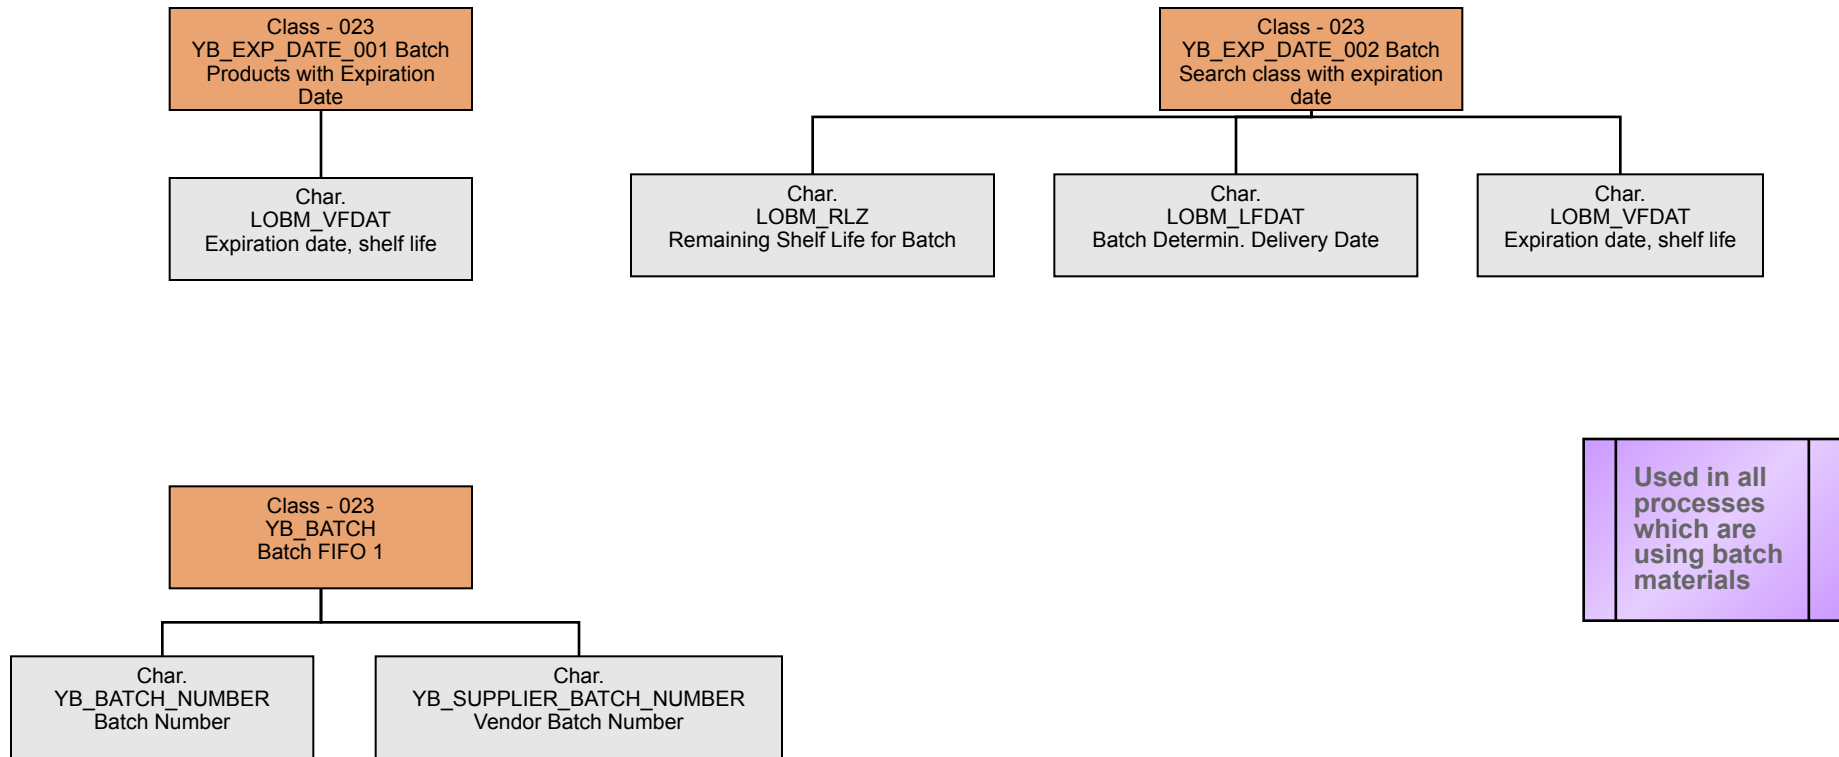 Class - 023
YB_EXP_DATE_001 Batch
Products with Expiration
Date
Class - 023
YB_EXP_DATE_002 Batch
Search class with expiration
date
Char.
LOBM_VFDAT
Expiration date, shelf life
Char.
LOBM_RLZ
Remaining Shelf Life for Batch
Char.
LOBM_LFDAT
Batch Determin. Delivery Date
Char.
LOBM_VFDAT
Expiration date, shelf life
Used in all
processes
which are
using batch
materials
Class - 023
YB_BATCH
Batch FIFO 1
Char.
YB_BATCH_NUMBER
Batch Number
Char.
YB_SUPPLIER_BATCH_NUMBER
Vendor Batch Number